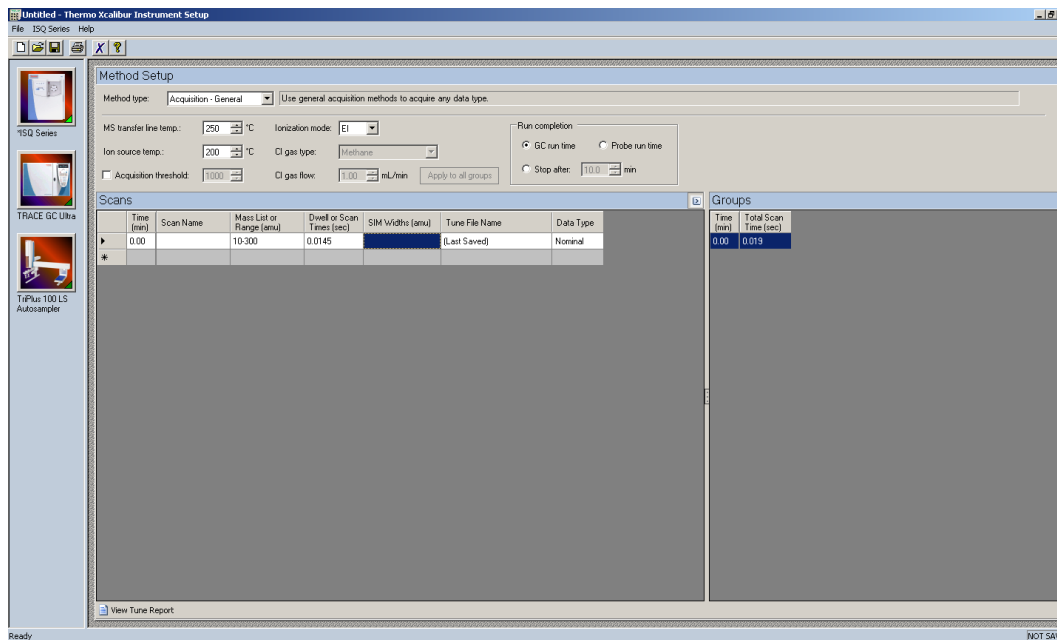 Untitled - Thermo Xcalibur Instrument Setup
File ISQ Series Help
*ISQ Series
TRACE GC Ultra
TriPlus 100 LS
Autosampler
Method Setup
Method type: Acquisition - General Use general acquisition methods to acquire any data type.
MS transfer line temp.: 250 °C Ionization mode: EI
Ion source temp.: 200 °C CI gas type: Methane
Acquisition threshold: 1000 CI gas flow: 1.00 mL/min Apply to all groups
Run completion
GC run time Probe run time
Stop after: 10.0 min
Scans
Time (min) Scan Name Mass List or Range (amu) Dwell or Scan Times (sec) SIM Widths (amu) Tune File Name Data Type
0.00 10-300 0.0145 (Last Saved) Nominal
Groups
Time (min) Total Scan Time (sec)
0.00 0.019
View Tune Report
Ready NOT SA